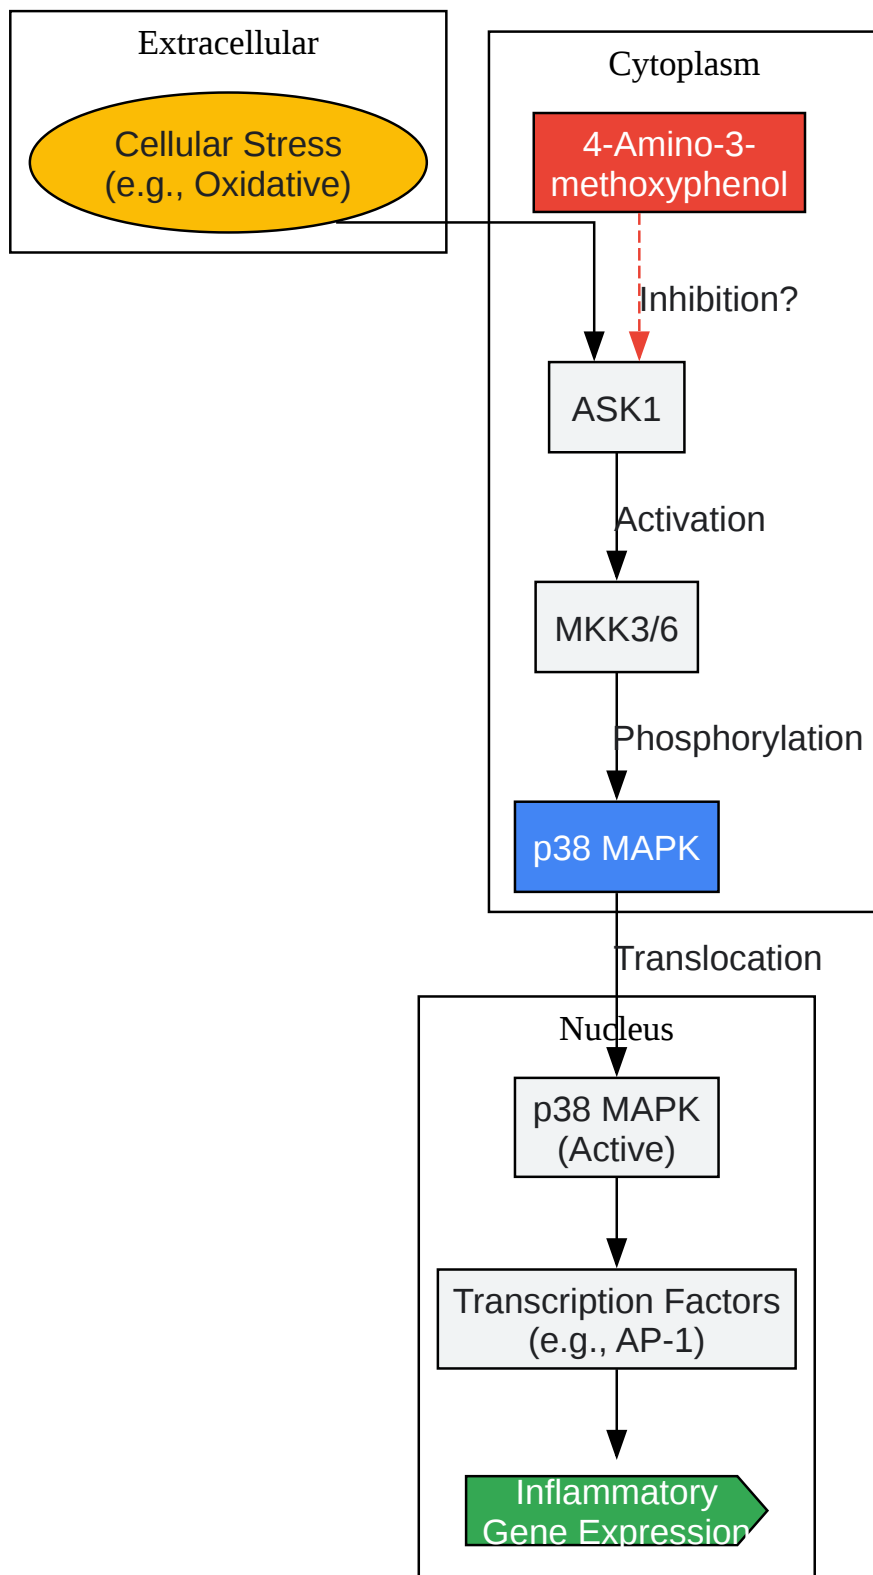 Extracellular
Cellular Stress
(e.g., Oxidative)
Cytoplasm
4-Amino-3-
methoxyphenol
Inhibition?
ASK1
Activation
MKK3/6
Phosphorylation
p38 MAPK
Translocation
Nucleus
p38 MAPK
(Active)
Transcription Factors
(e.g., AP-1)
Inflammatory
Gene Expression